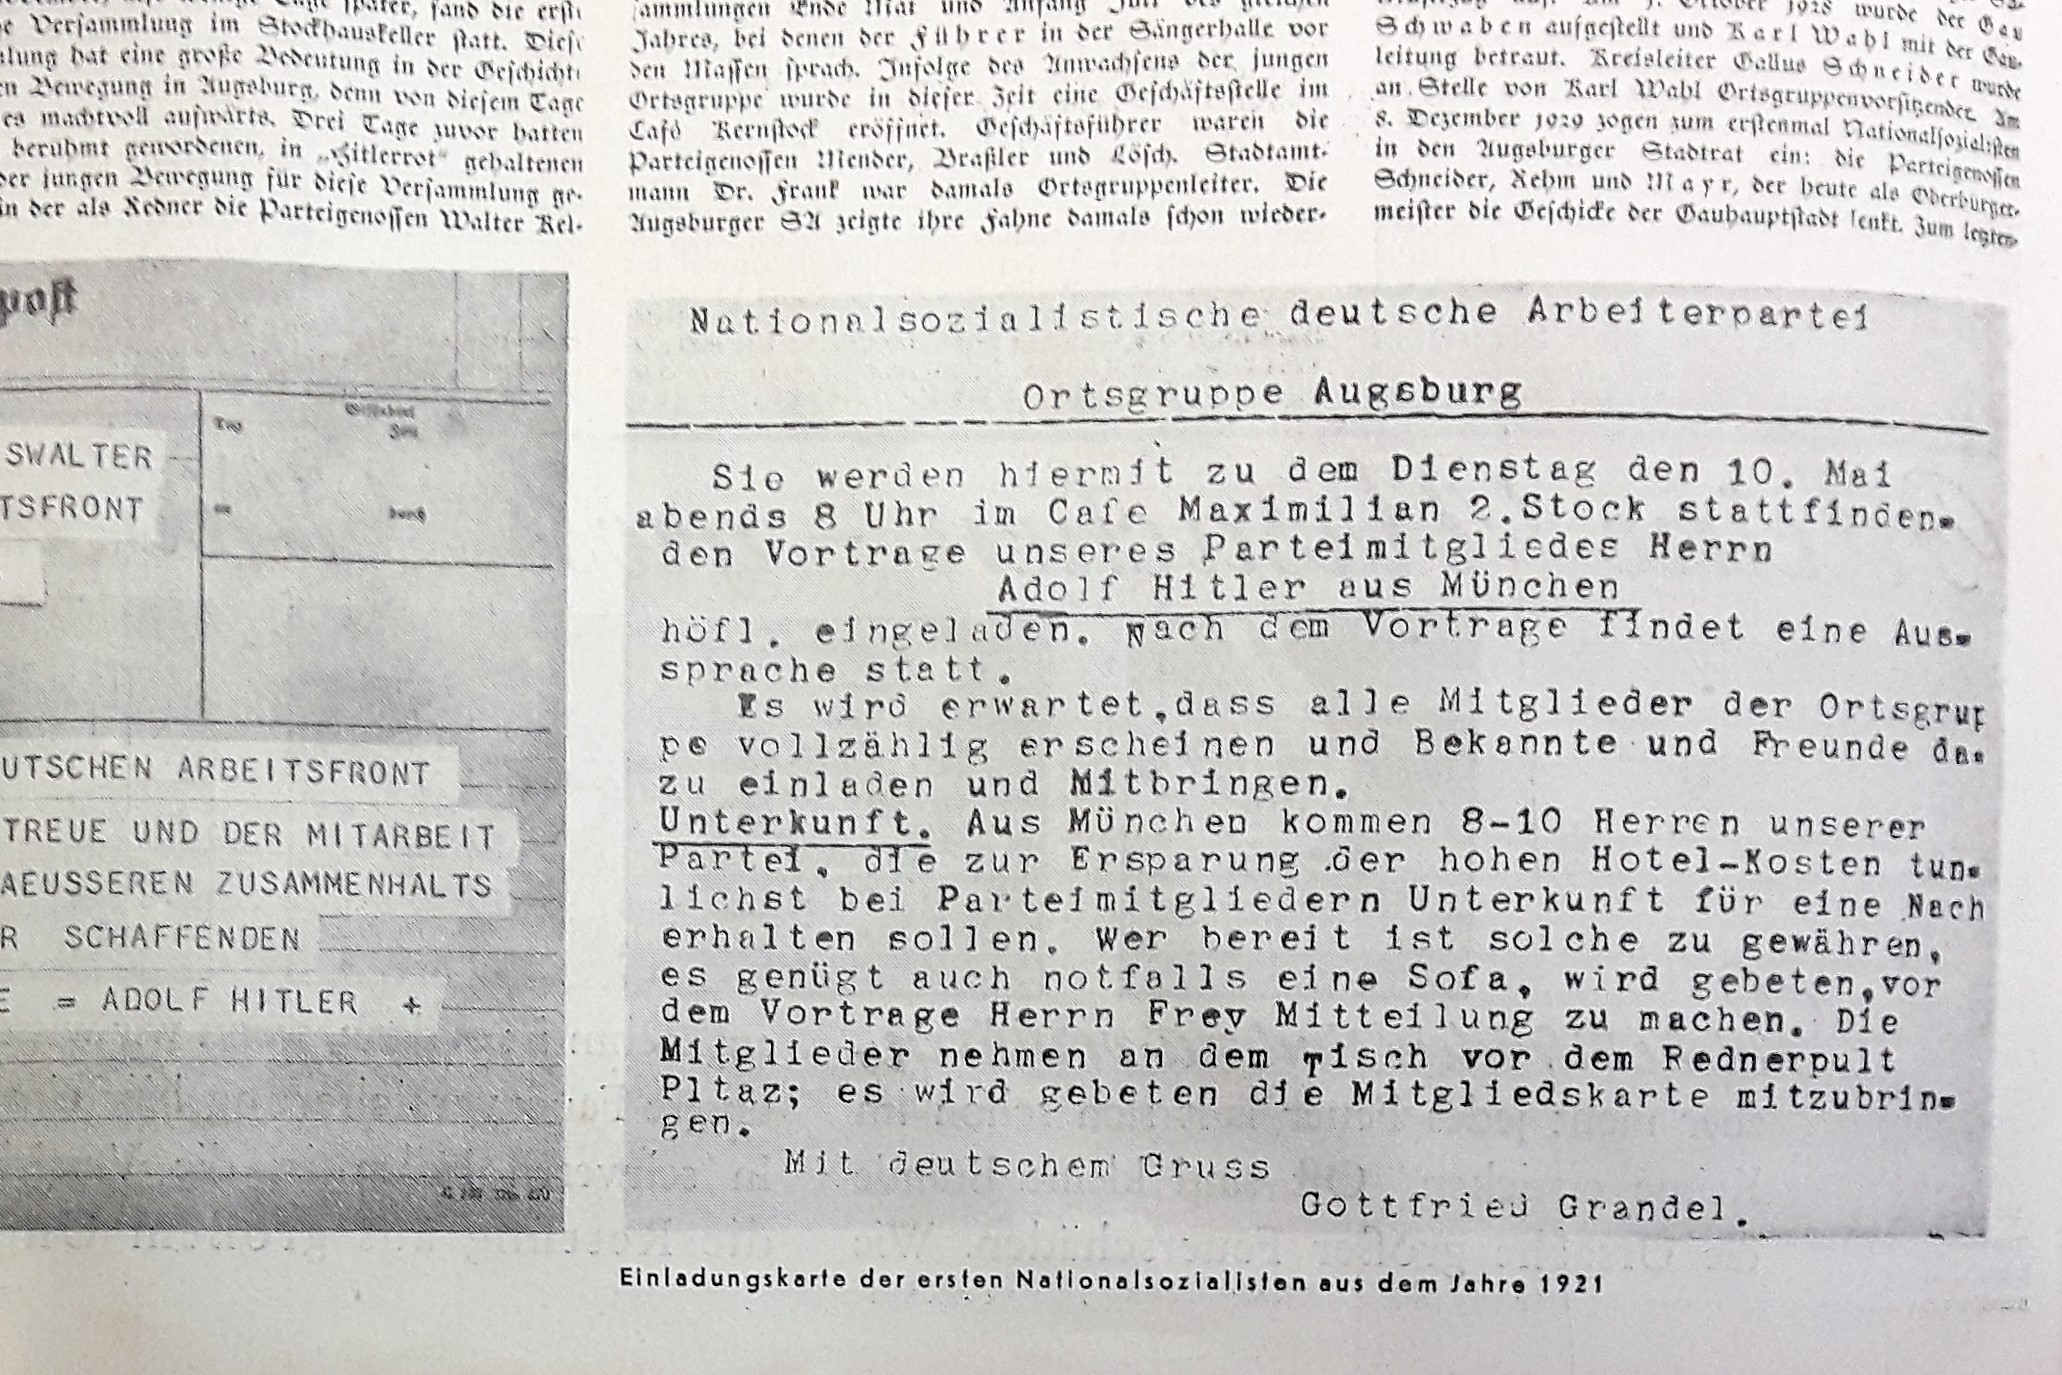 Tage später, fand die erste
Versammlung im Stockhauskeller statt. Diese
lung hat eine große Bedeutung in der Geschichte
Bewegung in Augsburg, denn von diesem Tage
es machtvoll aufwärts. Drei Tage zuvor hatten
berühmt gewordenen, in „Hitlerrot“ gehaltenen
der jungen Bewegung für diese Versammlung ge-
in der als Redner die Parteigenossen Walter Kel-
sammlungen Ende Mai und Anfang Juli des gleichen
Jahres, bei denen der Führer in der Sängerhalle vor
den Massen sprach. Infolge des Anwachsens der jungen
Ortsgruppe wurde in dieser Zeit eine Geschäftsstelle im
Café Kernstock eröffnet. Geschäftsführer waren die
Parteigenossen Mender, Braßler und Lösch. Stadtamt-
mann Dr. Frank war damals Ortsgruppenleiter. Die
Augsburger SA zeigte ihre Fahne damals schon wieder-
Oktober 1928 wurde der Gau
Schwaben aufgestellt und Karl Wahl mit der Gau-
leitung betraut. Kreisleiter Gallus Schneider wurde
an Stelle von Karl Wahl Ortsgruppenvorsitzender. Am
8. Dezember 1929 zogen zum erstenmal Nationalsozialisten
in den Augsburger Stadtrat ein: die Parteigenossen
Schneider, Rehm und Mayr, der heute als Oberbürger-
meister die Geschicke der Gauhauptstadt lenkt. Zum letzten-
post
Tag
Zeit
durch
SWALTER
TSFRONT
UTSCHEN ARBEITSFRONT
TREUE UND DER MITARBEIT
AEUSSEREN ZUSAMMENHALTS
R SCHAFFENDEN
E = ADOLF HITLER +
Nationalsozialistische deutsche Arbeiterpartei
Ortsgruppe Augsburg
Sie werden hiermit zu dem Dienstag den 10. Mai
abends 8 Uhr im Cafe Maximilian 2.Stock stattfinden-
den Vortrage unseres Parteimitgliedes Herrn
Adolf Hitler aus München
höfl. eingeladen. Nach dem Vortrage findet eine Aus-
sprache statt.
Es wird erwartet,dass alle Mitglieder der Ortsgrup
pe vollzählig erscheinen und Bekannte und Freunde da-
zu einladen und Mitbringen.
Unterkunft. Aus München kommen 8-10 Herren unserer
Partei, die zur Ersparung der hohen Hotel-Kosten tun-
lichst bei Parteimitgliedern Unterkunft für eine Nach
erhalten sollen. Wer bereit ist solche zu gewähren,
es genügt auch notfalls eine Sofa, wird gebeten,vor
dem Vortrage Herrn Frey Mitteilung zu machen. Die
Mitglieder nehmen an dem Tisch vor dem Rednerpult
Pltaz; es wird gebeten die Mitgliedskarte mitzubrin-
gen.
Mit deutschem Gruss
Gottfried Grandel.
Einladungskarte der ersten Nationalsozialisten aus dem Jahre 1921